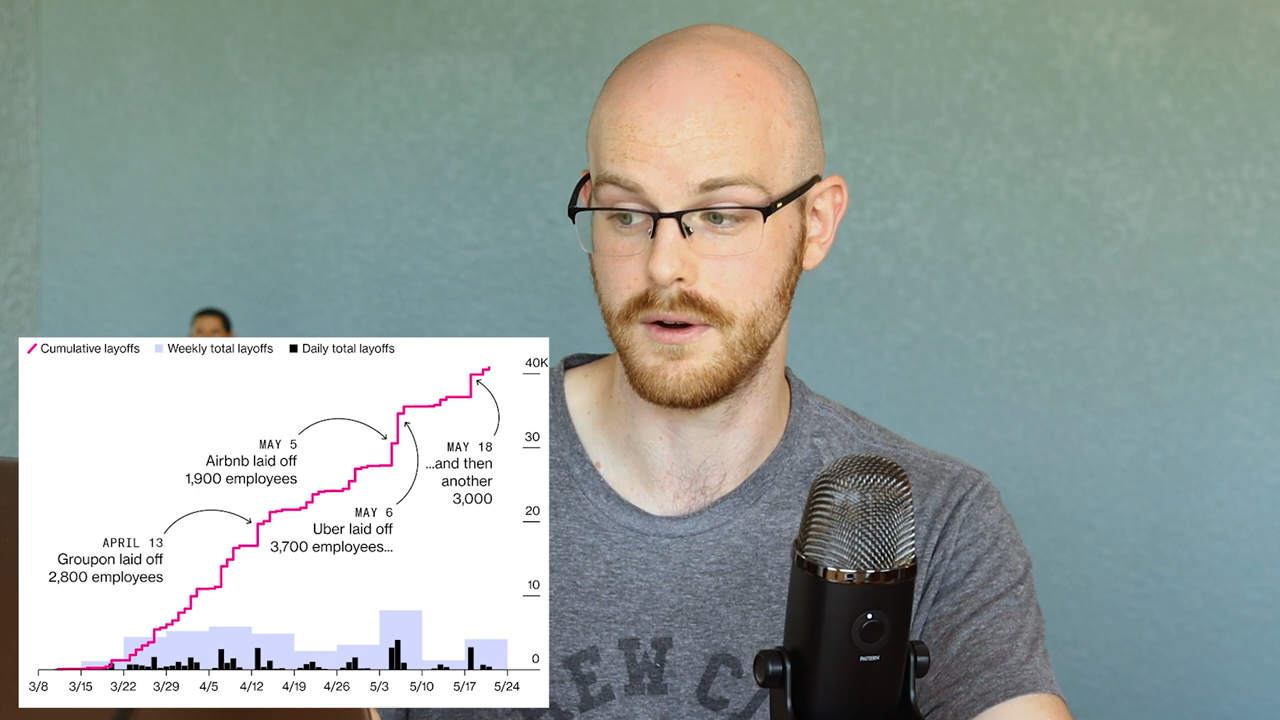 Cumulative layoffs Weekly total layoffs Daily total layoffs
40K
30
20
10
0
MAY 5
Airbnb laid off
1,900 employees
MAY 18
...and then
another
3,000
MAY 6
Uber laid off
3,700 employees...
APRIL 13
Groupon laid off
2,800 employees
3/8 3/15 3/22 3/29 4/5 4/12 4/19 4/26 5/3 5/10 5/17 5/24
PATTERN